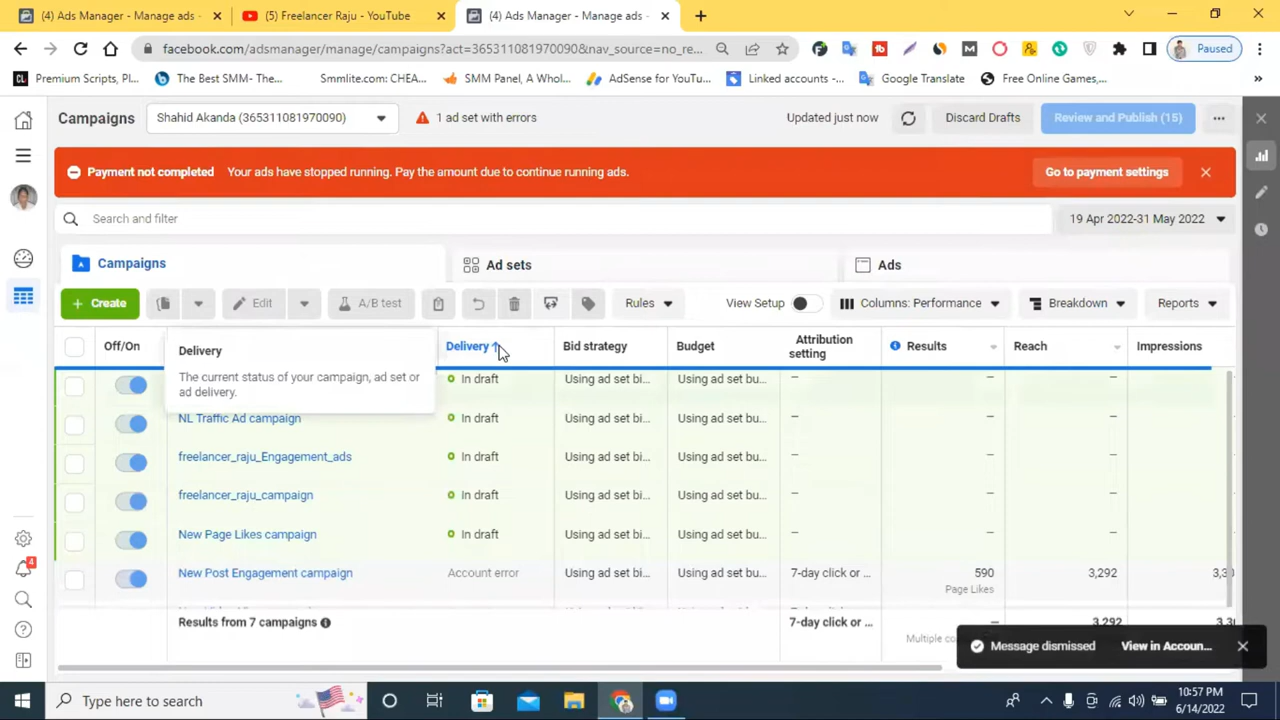 (4) Ads Manager - Manage ads -
(5) Freelancer Raju - YouTube
(4) Ads Manager - Manage ads -
facebook.com/adsmanager/manage/campaigns?act=365311081970090&nav_source=no_re...
Paused
Premium Scripts, Pl...
The Best SMM- The...
Smmlite.com: CHEA...
SMM Panel, A Whol...
AdSense for YouTu...
Linked accounts -...
Google Translate
Free Online Games,...
Campaigns
Shahid Akanda (365311081970090)
1 ad set with errors
Updated just now
Discard Drafts
Review and Publish (15)
Payment not completed
Your ads have stopped running. Pay the amount due to continue running ads.
Go to payment settings
Search and filter
19 Apr 2022-31 May 2022
Campaigns
Ad sets
Ads
+ Create
Edit
A/B test
Rules
View Setup
Columns: Performance
Breakdown
Reports
Off/On
Delivery
The current status of your campaign, ad set or
ad delivery.
Delivery ↑
Bid strategy
Budget
Attribution
setting
Results
Reach
Impressions
In draft
Using ad set bi...
Using ad set bu...
—
—
—
NL Traffic Ad campaign
In draft
Using ad set bi...
Using ad set bu...
—
—
—
freelancer_raju_Engagement_ads
In draft
Using ad set bi...
Using ad set bu...
—
—
—
freelancer_raju_campaign
In draft
Using ad set bi...
Using ad set bu...
—
—
—
New Page Likes campaign
In draft
Using ad set bi...
Using ad set bu...
—
—
—
New Post Engagement campaign
Account error
Using ad set bi...
Using ad set bu...
7-day click or ...
590
Page Likes
3,292
Results from 7 campaigns
7-day click or ...
—
3,292
Message dismissed
View in Accoun...
4
Type here to search
10:57 PM
6/14/2022